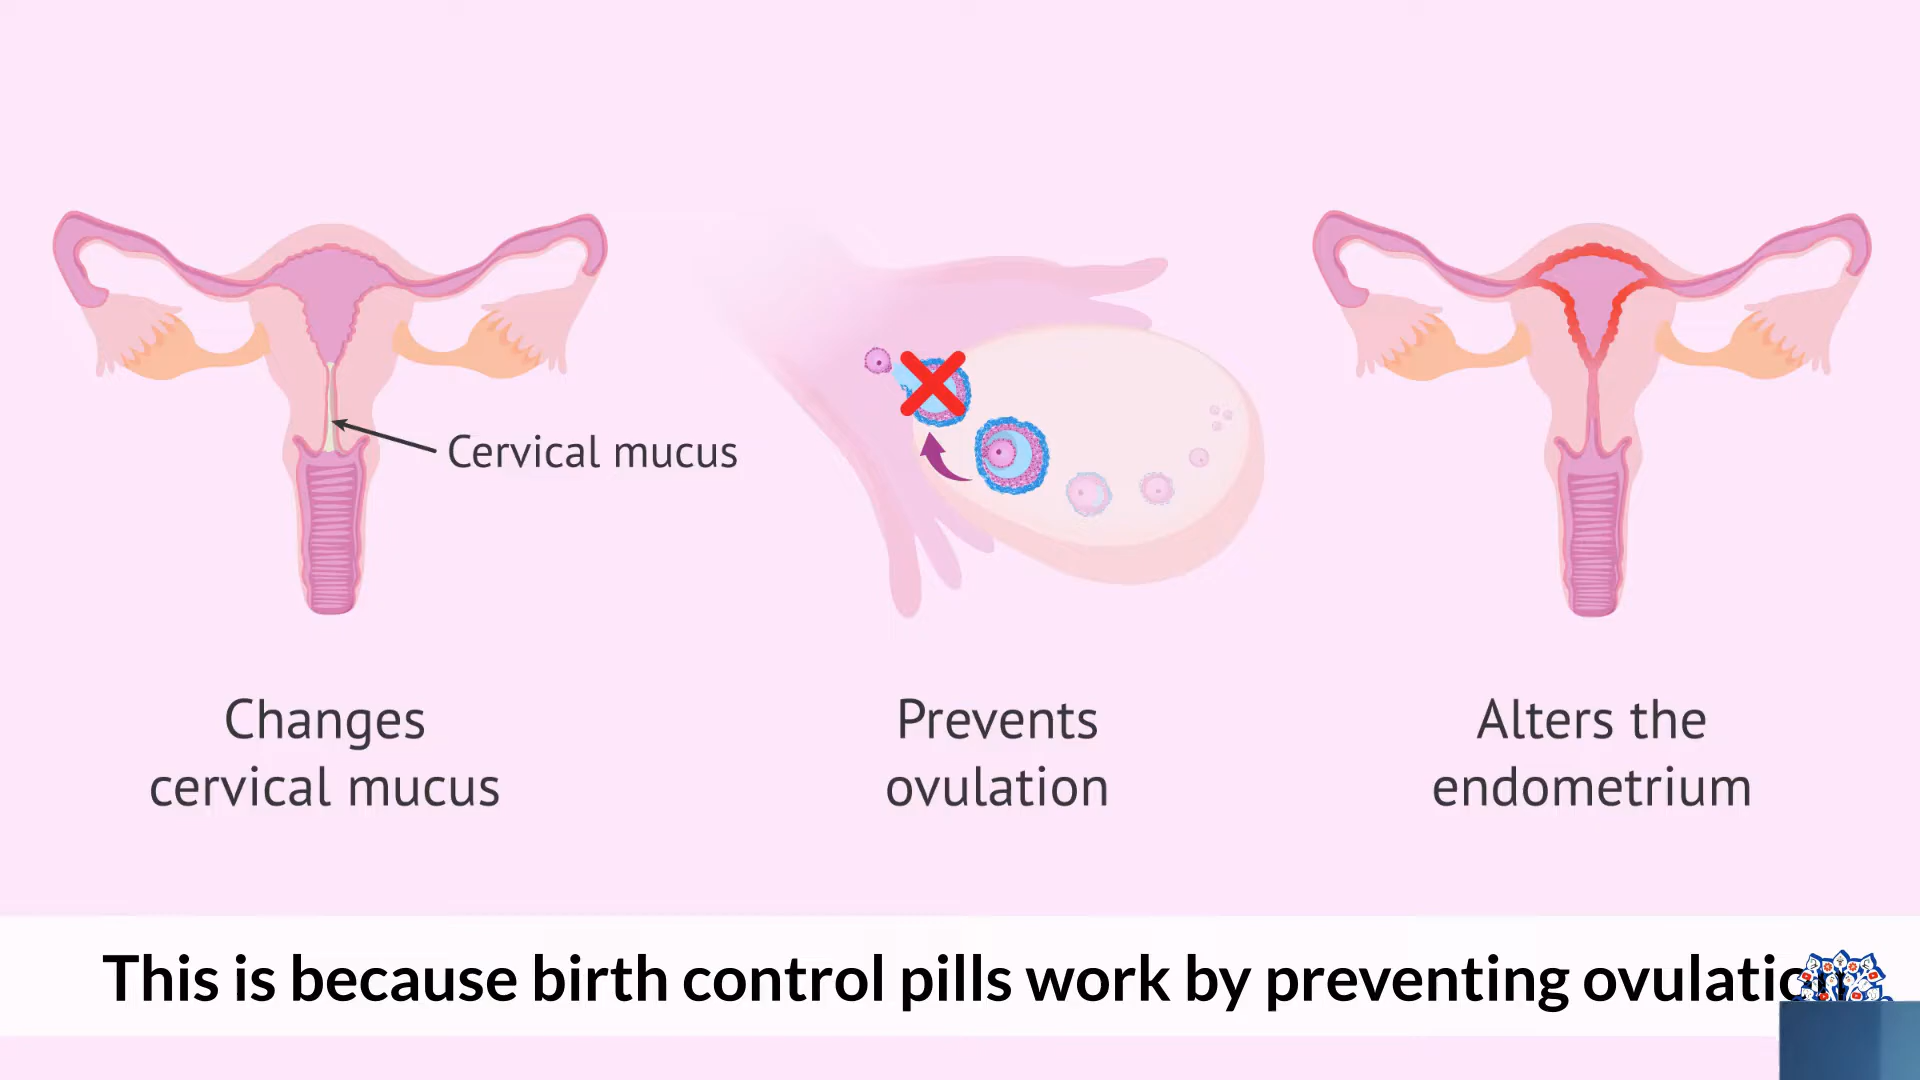 Cervical mucus
Changes
cervical mucus
Prevents
ovulation
Alters the
endometrium
This is because birth control pills work by preventing ovulation